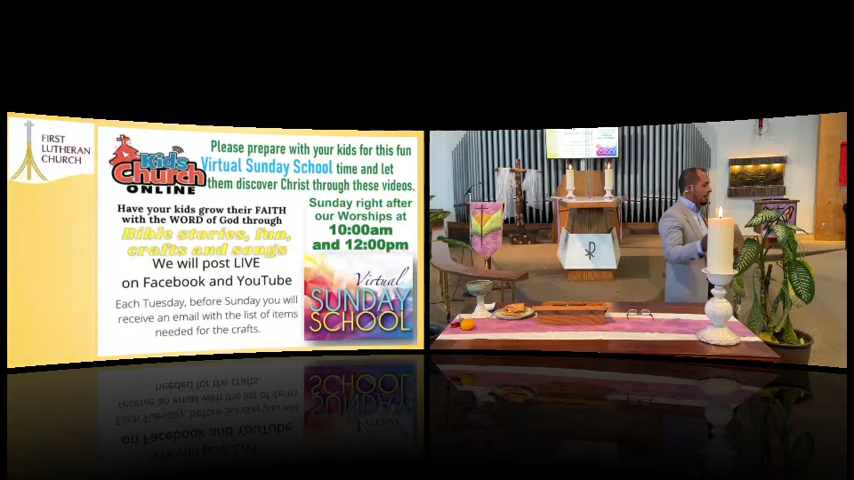 FIRST
LUTHERAN
CHURCH
Kids
Church
ONLINE
Please prepare with your kids for this fun
Virtual Sunday School time and let
them discover Christ through these videos.
Have your kids grow their FAITH
with the WORD of God through
Bible stories, fun,
crafts and songs
We will post LIVE
on Facebook and YouTube
Each Tuesday, before Sunday you will
receive an email with the list of items
needed for the crafts.
Sunday right after
our Worships at
10:00am
and 12:00pm
Virtual
SUNDAY
SCHOOL